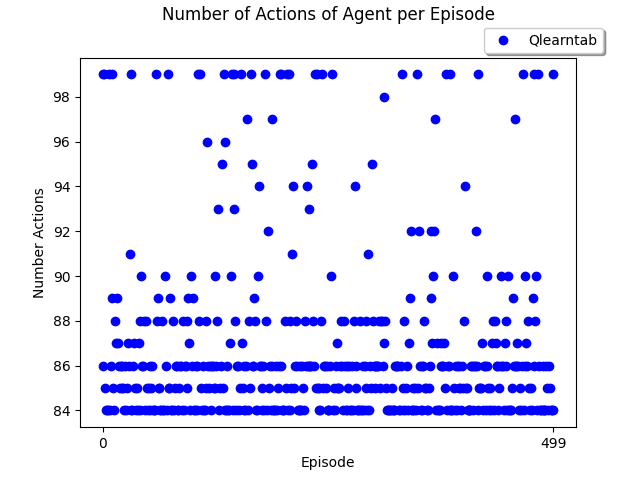 Number of Actions of Agent per Episode
Qlearntab
98
96
94
92
90
88
86
84
Number Actions
0
499
Episode